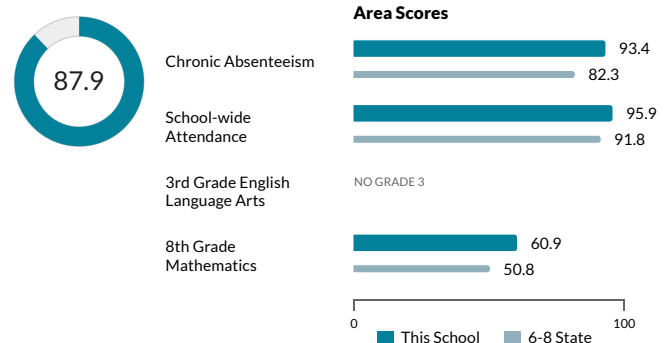 Area Scores
87.9
Chronic Absenteeism
93.4
82.3
School-wide
Attendance
95.9
91.8
3rd Grade English
Language Arts
NO GRADE 3
8th Grade
Mathematics
60.9
50.8
0
100
This School
6-8 State